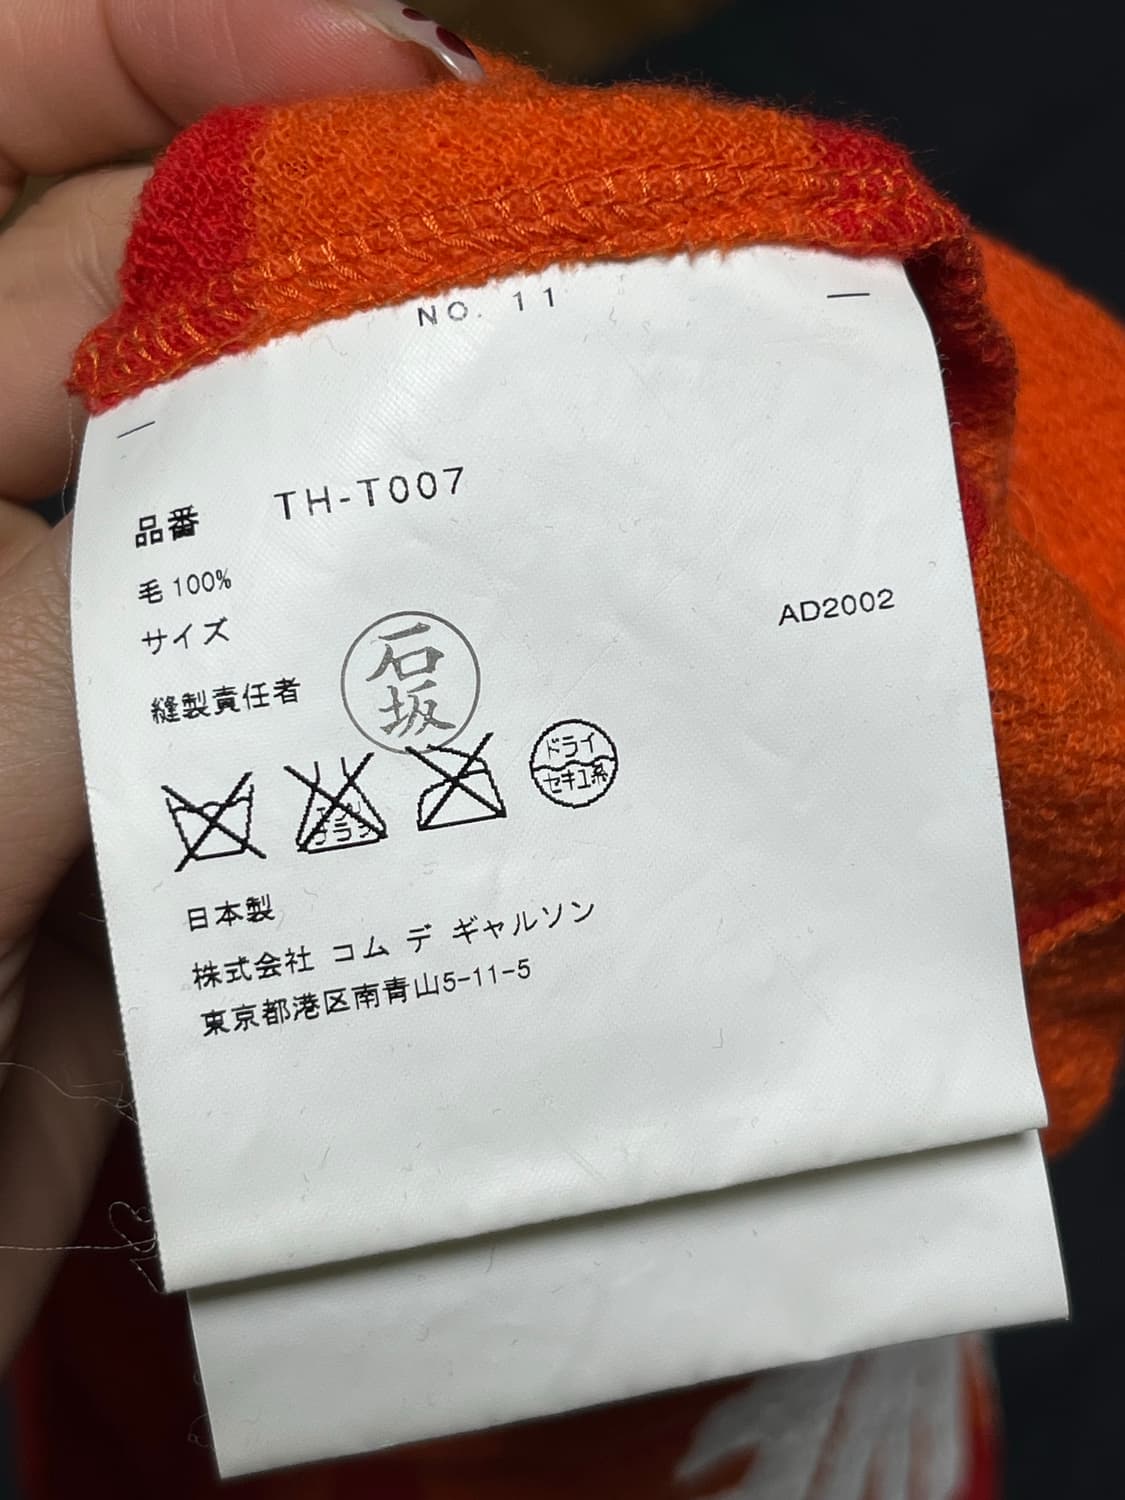 NO. 11
品番 TH-T007
毛 100%
サイズ
AD2002
縫製責任者
石坂
ドライ
セキユ系
日本製
株式会社 コム デ ギャルソン
東京都港区南青山5-11-5